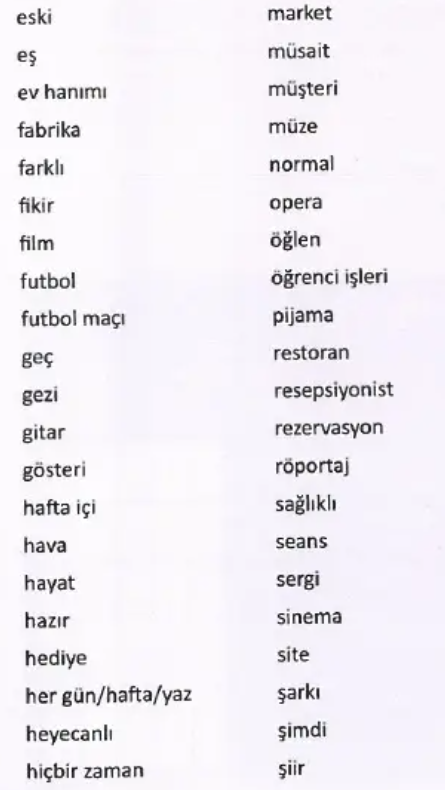 eski
eş
ev hanımı
fabrika
farklı
fikir
film
futbol
futbol maçı
geç
gezi
gitar
gösteri
hafta içi
hava
hayat
hazır
hediye
her gün/hafta/yaz
heyecanlı
hiçbir zaman
market
müsait
müşteri
müze
normal
opera
öğlen
öğrenci işleri
pijama
restoran
resepsiyonist
rezervasyon
röportaj
sağlıklı
seans
sergi
sinema
site
şarkı
şimdi
şiir